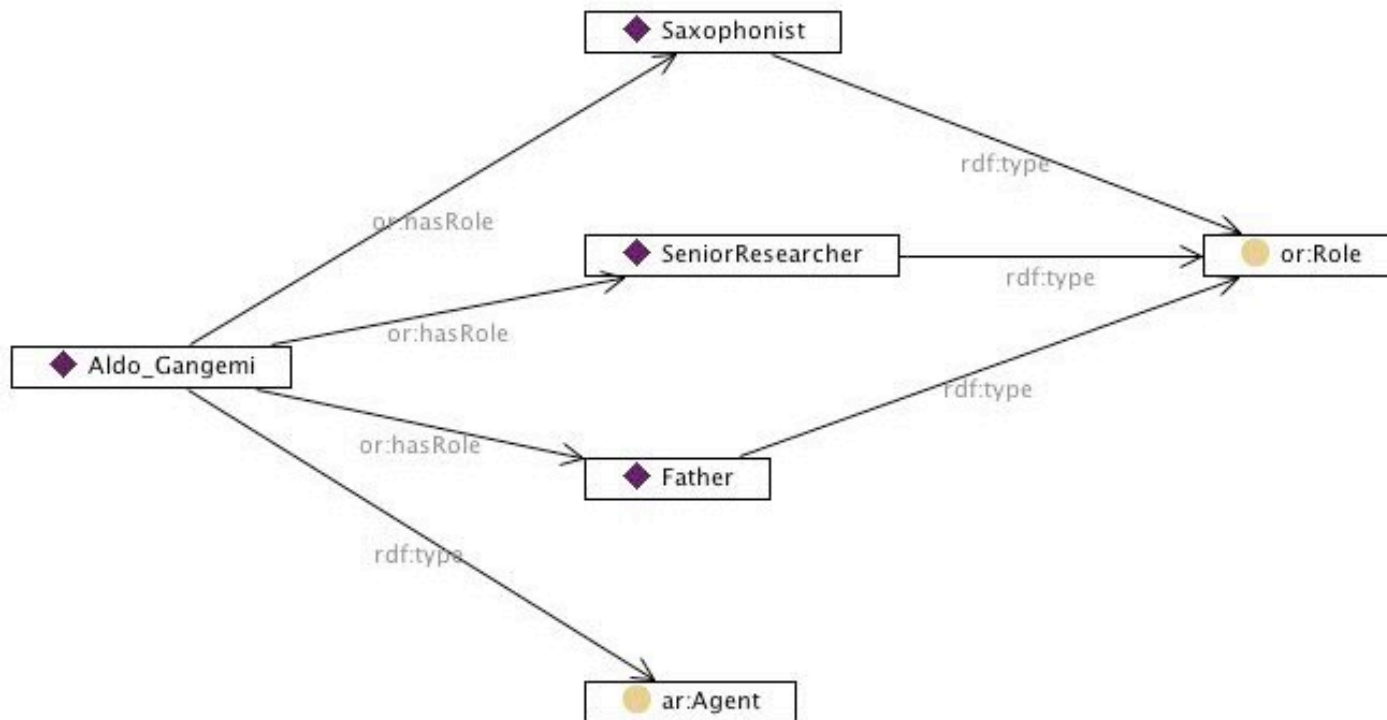 Saxophonist
rdf:type
or:hasRole
SeniorResearcher
or:Role
rdf:type
or:hasRole
Aldo_Gangemi
rdf:type
or:hasRole
Father
rdf:type
ar:Agent